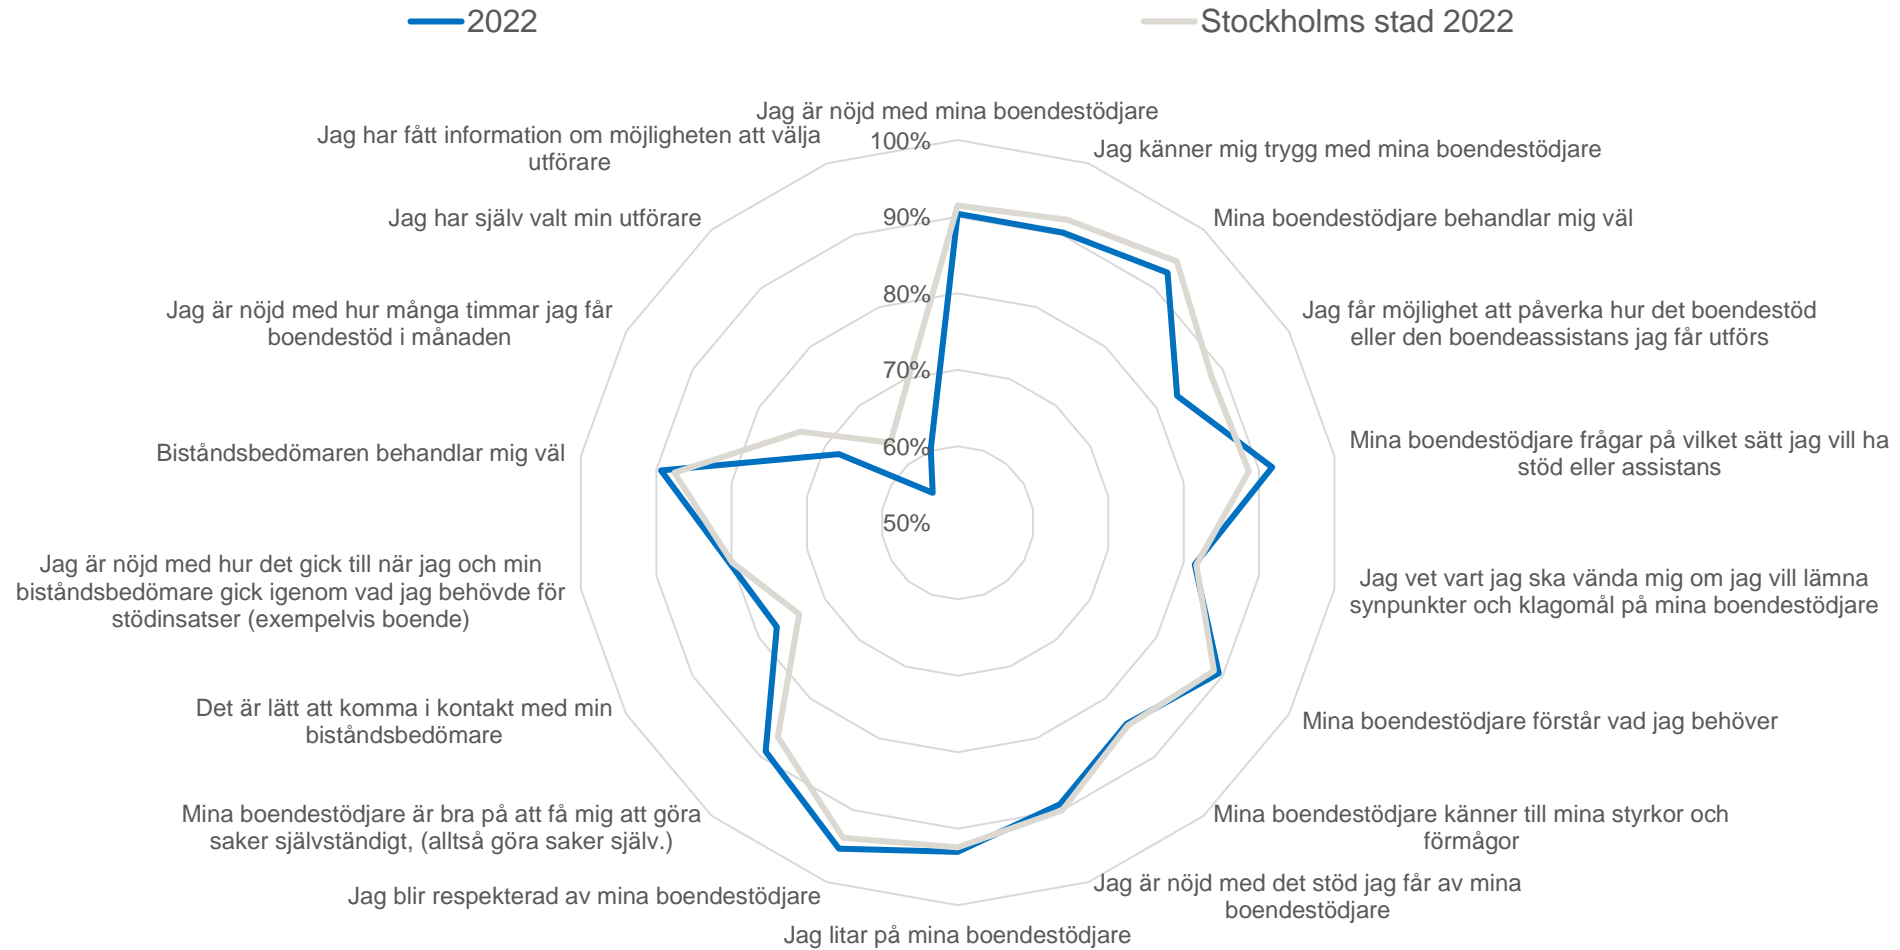 2022
Stockholms stad 2022
Jag är nöjd med mina boendestödjare
Jag känner mig trygg med mina boendestödjare
Mina boendestödjare behandlar mig väl
Jag får möjlighet att påverka hur det boendestöd
eller den boendeassistans jag får utförs
Mina boendestödjare frågar på vilket sätt jag vill ha
stöd eller assistans
Jag vet vart jag ska vända mig om jag vill lämna
synpunkter och klagomål på mina boendestödjare
Mina boendestödjare förstår vad jag behöver
Mina boendestödjare känner till mina styrkor och
förmågor
Jag är nöjd med det stöd jag får av mina
boendestödjare
Jag litar på mina boendestödjare
Jag blir respekterad av mina boendestödjare
Mina boendestödjare är bra på att få mig att göra
saker självständigt, (alltså göra saker själv.)
Det är lätt att komma i kontakt med min
biståndsbedömare
Jag är nöjd med hur det gick till när jag och min
biståndsbedömare gick igenom vad jag behövde för
stödinsatser (exempelvis boende)
Biståndsbedömaren behandlar mig väl
Jag är nöjd med hur många timmar jag får
boendestöd i månaden
Jag har själv valt min utförare
Jag har fått information om möjligheten att välja
utförare
100%
90%
80%
70%
60%
50%